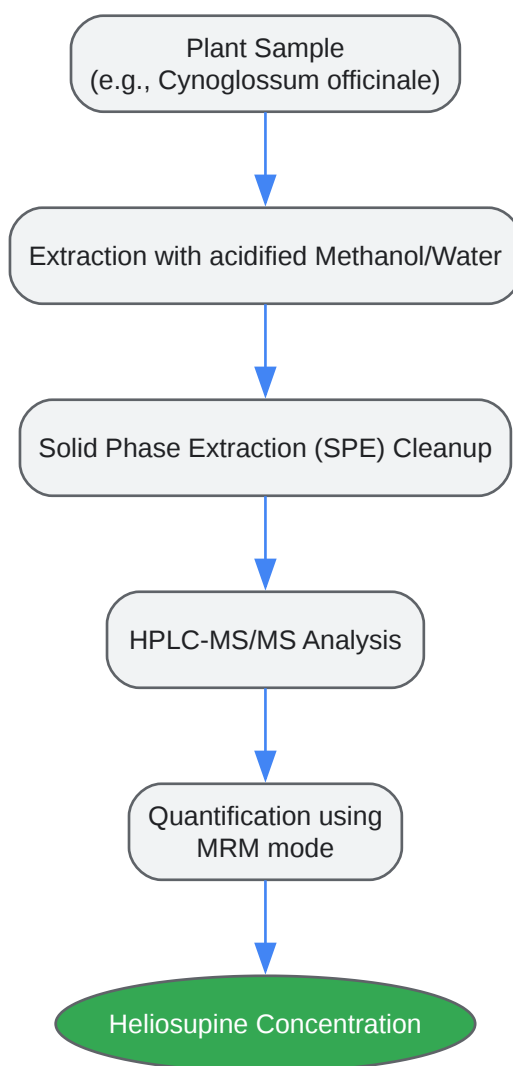 Plant Sample
(e.g., Cynoglossum officinale)
Extraction with acidified Methanol/Water
Solid Phase Extraction (SPE) Cleanup
HPLC-MS/MS Analysis
Quantification using
MRM mode
Heliosupine Concentration